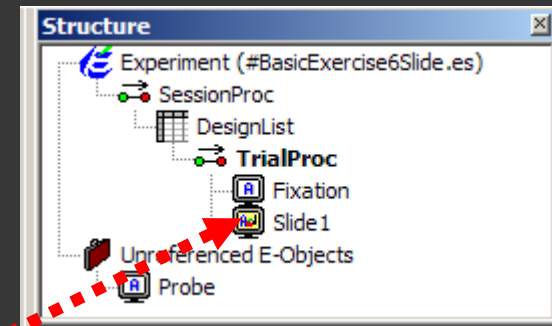 Structure
Experiment (#BasicExercise6Slide.es)
SessionProc
DesignList
TrialProc
Fixation
Slide1
Unreferenced E-Objects
Probe